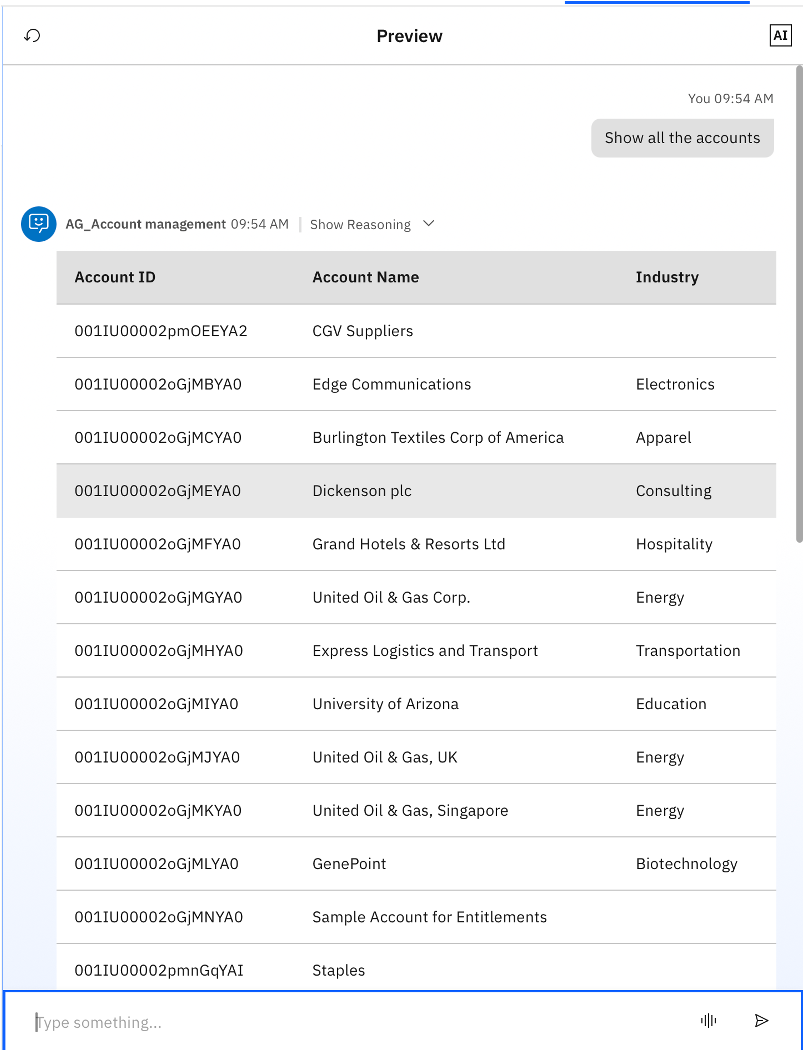 Preview
AI
You 09:54 AM
Show all the accounts
AG_Account management 09:54 AM | Show Reasoning
Account ID Account Name Industry
001IU00002pmOEEYA2 CGV Suppliers
001IU00002oGjMBYA0 Edge Communications Electronics
001IU00002oGjMCYA0 Burlington Textiles Corp of America Apparel
001IU00002oGjMEYA0 Dickenson plc Consulting
001IU00002oGjMFYA0 Grand Hotels & Resorts Ltd Hospitality
001IU00002oGjMGYA0 United Oil & Gas Corp. Energy
001IU00002oGjMHYA0 Express Logistics and Transport Transportation
001IU00002oGjMIYA0 University of Arizona Education
001IU00002oGjMJYA0 United Oil & Gas, UK Energy
001IU00002oGjMKYA0 United Oil & Gas, Singapore Energy
001IU00002oGjMLYA0 GenePoint Biotechnology
001IU00002oGjMNYA0 Sample Account for Entitlements
001IU00002pmnGqYAI Staples
Type something...